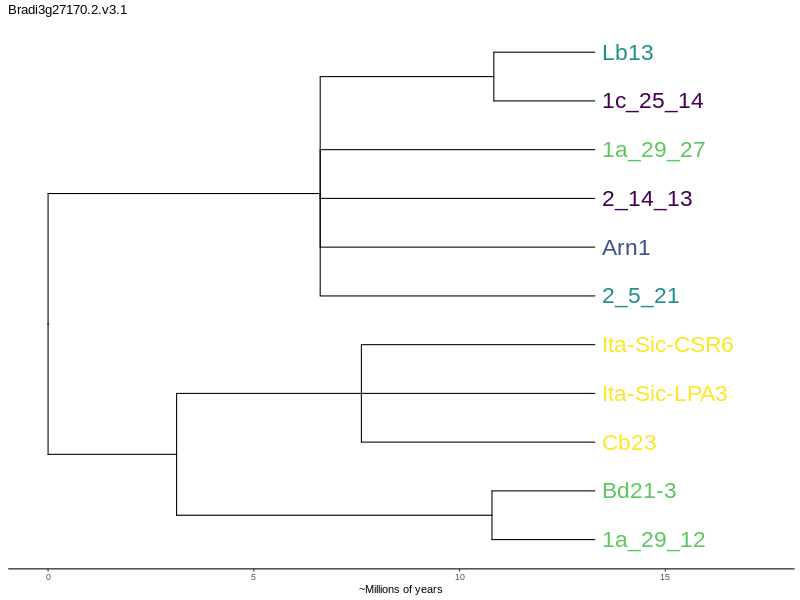 Bradi3g27170.2.v3.1
Lb13
1c_25_14
1a_29_27
2_14_13
Arn1
2_5_21
Ita-Sic-CSR6
Ita-Sic-LPA3
Cb23
Bd21-3
1a_29_12
0 5 10 15
~Millions of years